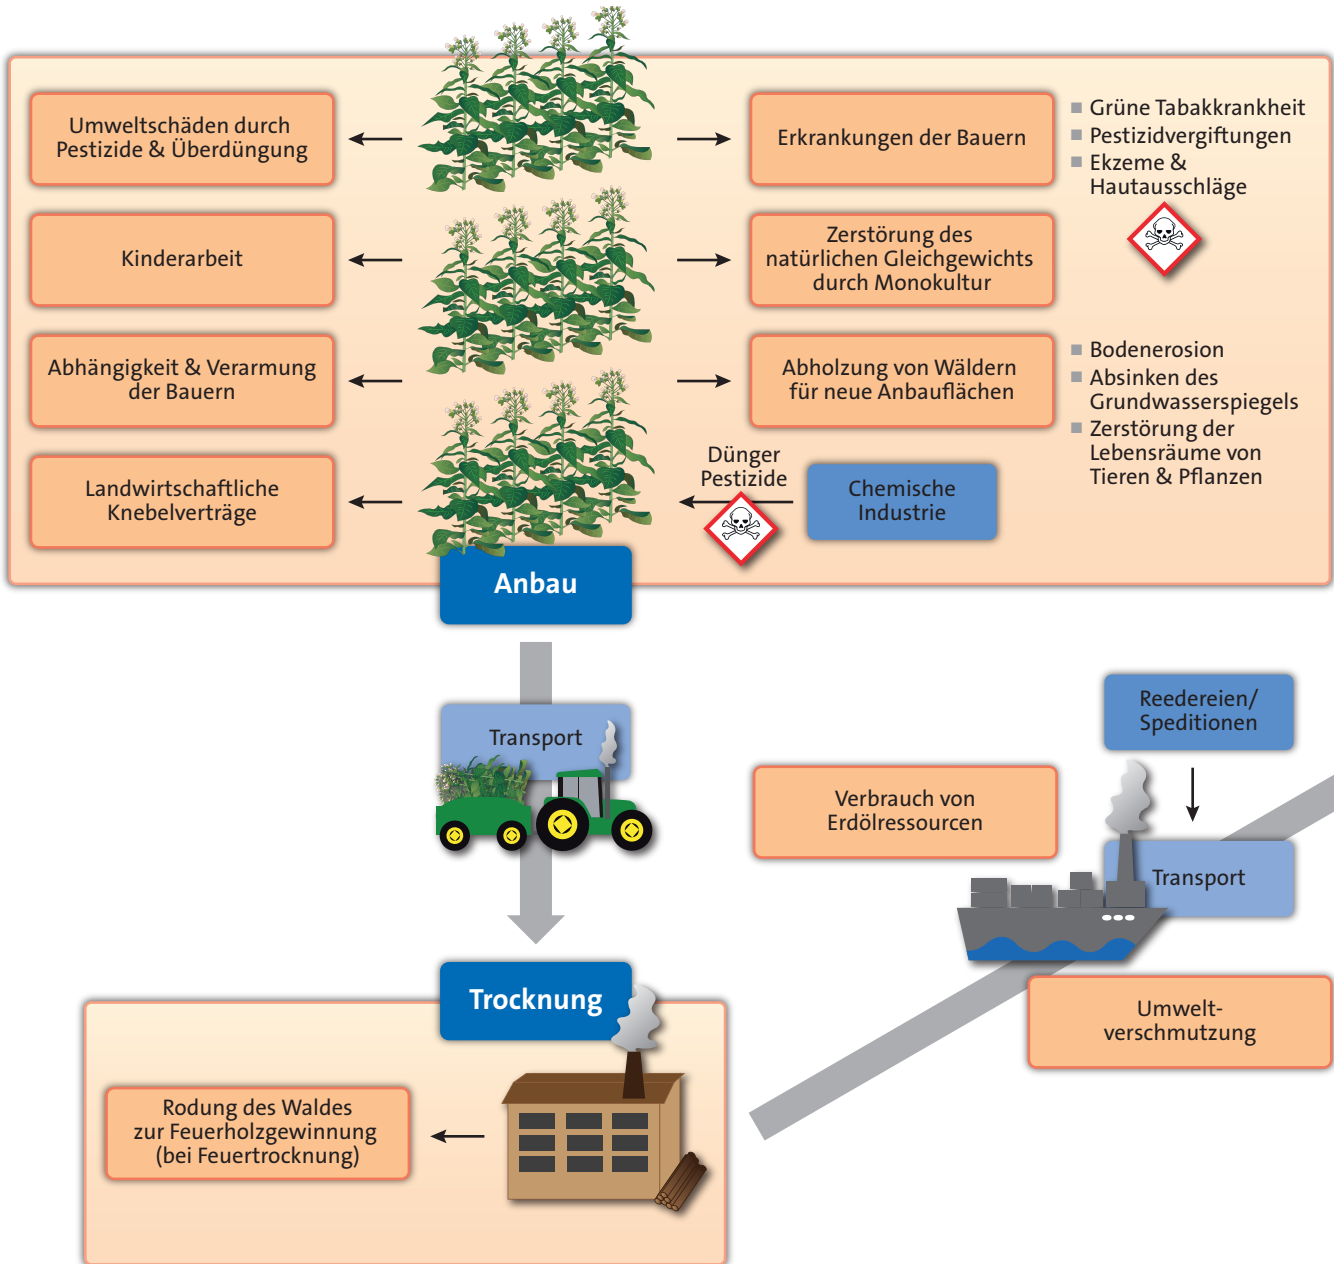 Umweltschäden durch
Pestizide & Überdüngung
Kinderarbeit
Abhängigkeit & Verarmung
der Bauern
Landwirtschaftliche
Knebelverträge
Erkrankungen der Bauern
Grüne Tabakkrankheit
Pestizidvergiftungen
Ekzeme &
Hautausschläge
Zerstörung des
natürlichen Gleichgewichts
durch Monokultur
Abholzung von Wäldern
für neue Anbauflächen
Bodenerosion
Absinken des
Grundwasserspiegels
Zerstörung der
Lebensräume von
Tieren & Pflanzen
Dünger
Pestizide
Chemische
Industrie
Anbau
Transport
Reedereien/
Speditionen
Verbrauch von
Erdölressourcen
Transport
Umwelt-
verschmutzung
Trocknung
Rodung des Waldes
zur Feuerholzgewinnung
(bei Feuertrocknung)